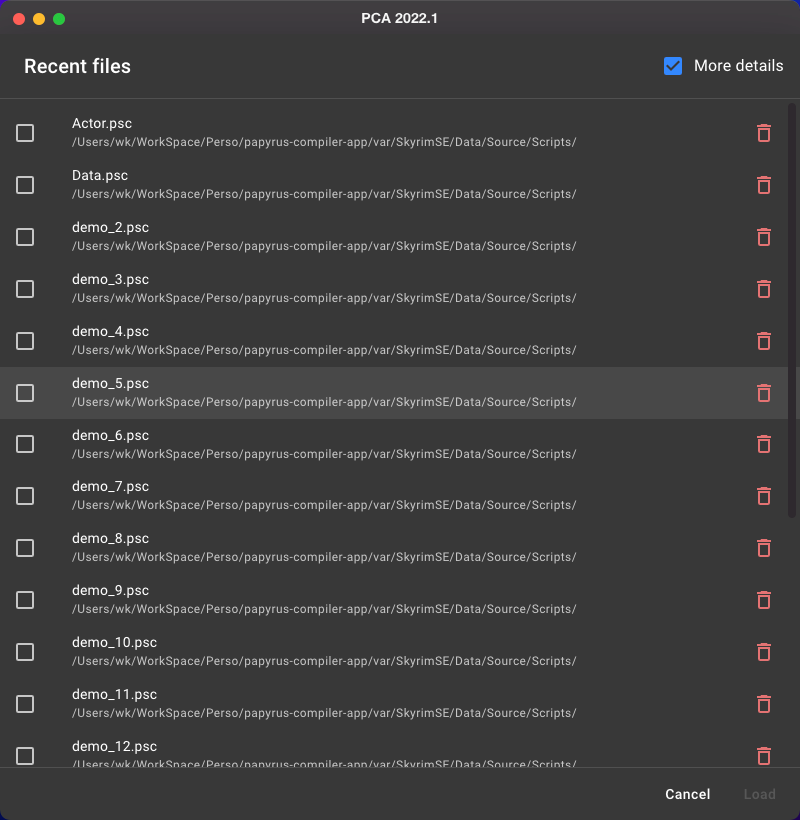 PCA 2022.1
Recent files
More details
Actor.psc
/Users/wk/WorkSpace/Perso/papyrus-compiler-app/var/SkyrimSE/Data/Source/Scripts/
Data.psc
/Users/wk/WorkSpace/Perso/papyrus-compiler-app/var/SkyrimSE/Data/Source/Scripts/
demo_2.psc
/Users/wk/WorkSpace/Perso/papyrus-compiler-app/var/SkyrimSE/Data/Source/Scripts/
demo_3.psc
/Users/wk/WorkSpace/Perso/papyrus-compiler-app/var/SkyrimSE/Data/Source/Scripts/
demo_4.psc
/Users/wk/WorkSpace/Perso/papyrus-compiler-app/var/SkyrimSE/Data/Source/Scripts/
demo_5.psc
/Users/wk/WorkSpace/Perso/papyrus-compiler-app/var/SkyrimSE/Data/Source/Scripts/
demo_6.psc
/Users/wk/WorkSpace/Perso/papyrus-compiler-app/var/SkyrimSE/Data/Source/Scripts/
demo_7.psc
/Users/wk/WorkSpace/Perso/papyrus-compiler-app/var/SkyrimSE/Data/Source/Scripts/
demo_8.psc
/Users/wk/WorkSpace/Perso/papyrus-compiler-app/var/SkyrimSE/Data/Source/Scripts/
demo_9.psc
/Users/wk/WorkSpace/Perso/papyrus-compiler-app/var/SkyrimSE/Data/Source/Scripts/
demo_10.psc
/Users/wk/WorkSpace/Perso/papyrus-compiler-app/var/SkyrimSE/Data/Source/Scripts/
demo_11.psc
/Users/wk/WorkSpace/Perso/papyrus-compiler-app/var/SkyrimSE/Data/Source/Scripts/
demo_12.psc
/Users/wk/WorkSpace/Perso/papyrus-compiler-app/var/SkyrimSE/Data/Source/Scripts/
Cancel
Load